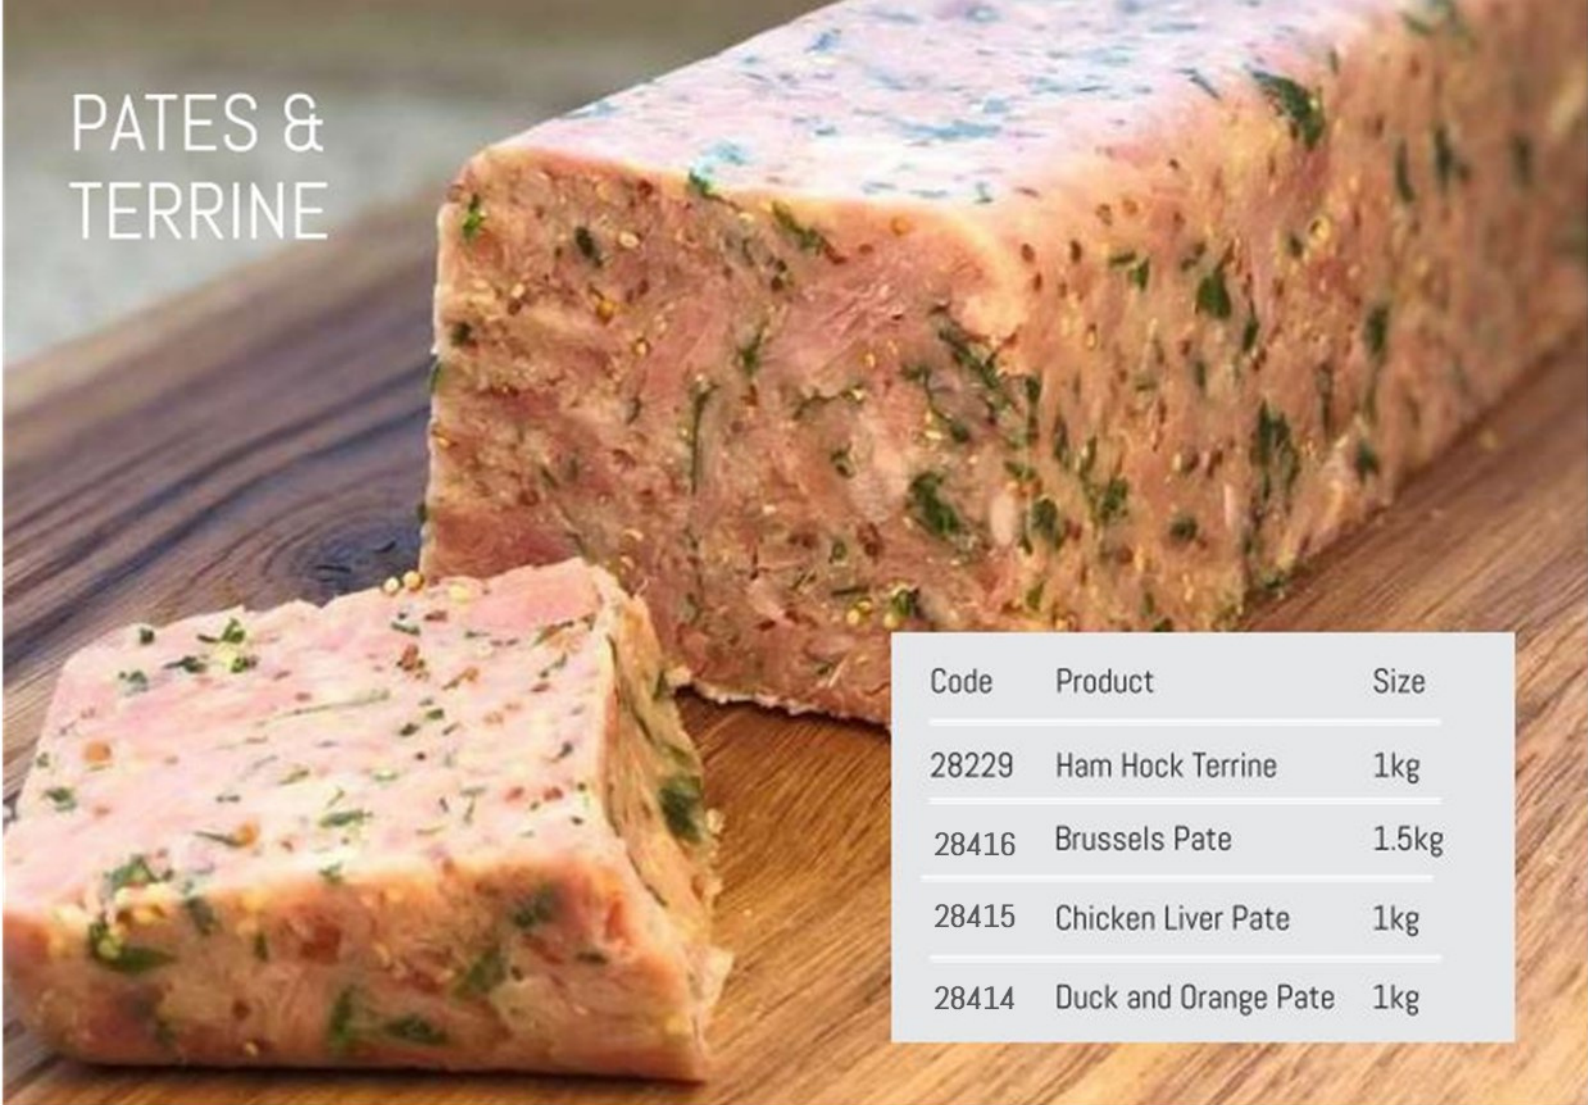 PATES &
TERRINE
Code Product Size
28229 Ham Hock Terrine 1kg
28416 Brussels Pate 1.5kg
28415 Chicken Liver Pate 1kg
28414 Duck and Orange Pate 1kg